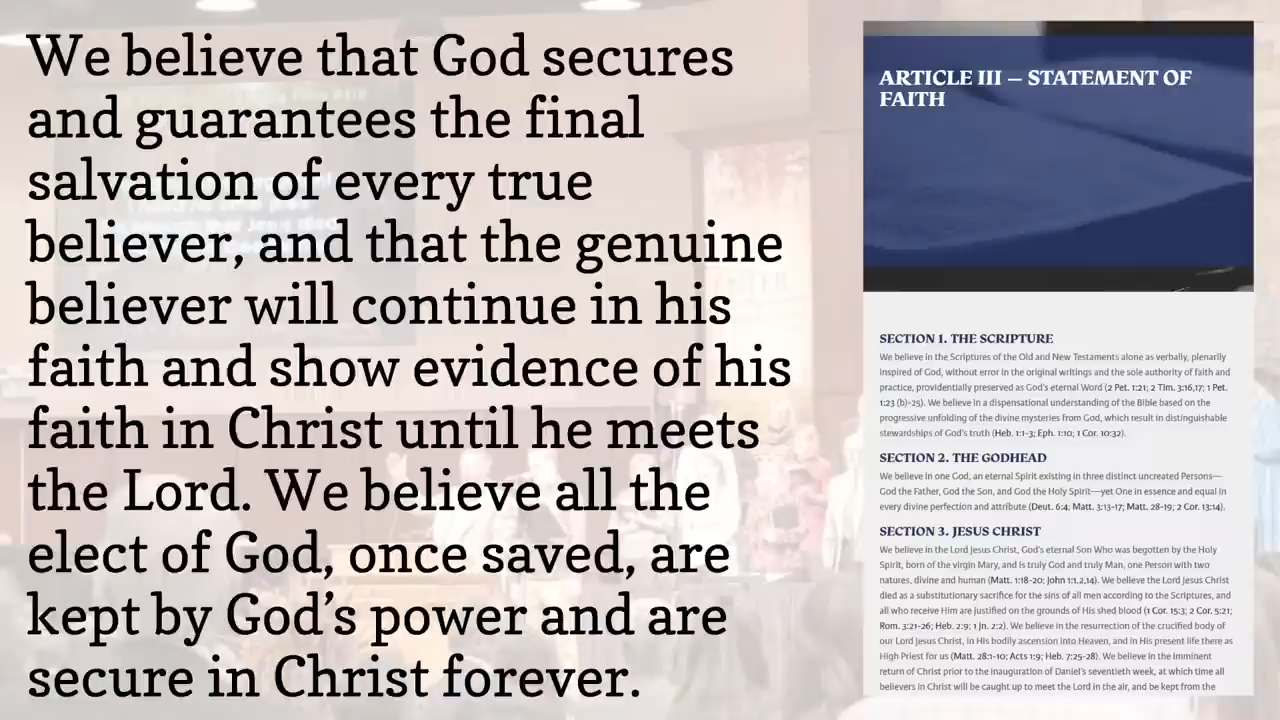 We believe that God secures
and guarantees the final
salvation of every true
believer, and that the genuine
believer will continue in his
faith and show evidence of his
faith in Christ until he meets
the Lord. We believe all the
elect of God, once saved, are
kept by God’s power and are
secure in Christ forever.
ARTICLE III – STATEMENT OF
FAITH
SECTION 1. THE SCRIPTURE
We believe in the Scriptures of the Old and New Testaments alone as verbally, plenarily
inspired of God, without error in the original writings and the sole authority of faith and
practice, providentially preserved as God’s eternal Word (2 Pet. 1:21; 2 Tim. 3:16,17; 1 Pet.
1:23 (b)-25). We believe in a dispensational understanding of the Bible based on the
progressive unfolding of the divine mysteries from God, which result in distinguishable
stewardships of God’s truth (Heb. 1:1-3; Eph. 1:10; 1 Cor. 10:32).
SECTION 2. THE GODHEAD
We believe in one God, an eternal Spirit existing in three distinct uncreated Persons—
God the Father, God the Son, and God the Holy Spirit—yet One in essence and equal in
every divine perfection and attribute (Deut. 6:4; Matt. 3:13-17; Matt. 28-19; 2 Cor. 13:14).
SECTION 3. JESUS CHRIST
We believe in the Lord Jesus Christ, God’s eternal Son Who was begotten by the Holy
Spirit, born of the virgin Mary, and is truly God and truly Man, one Person with two
natures, divine and human (Matt. 1:18-20; John 1:1,2,14). We believe the Lord Jesus Christ
died as a substitutionary sacrifice for the sins of all men according to the Scriptures, and
all who receive Him are justified on the grounds of His shed blood (1 Cor. 15:3; 2 Cor. 5:21;
Rom. 3:21-26; Heb. 2:9; 1 Jn. 2:2). We believe in the resurrection of the crucified body of
our Lord Jesus Christ, in His bodily ascension into Heaven, and in His present life there as
High Priest for us (Matt. 28:1-10; Acts 1:9; Heb. 7:25-28). We believe in the imminent
return of Christ prior to the inauguration of Daniel’s seventieth week, at which time all
believers in Christ will be caught up to meet the Lord in the air, and be kept from the